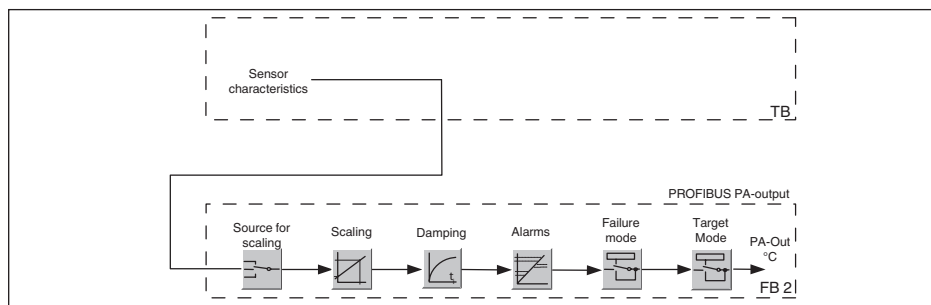 Sensor
characteristics
TB
PROFIBUS PA-output
Source for
scaling
Scaling
Damping
Alarms
Failure
mode
Target
Mode
PA-Out
°C
t
FB 2